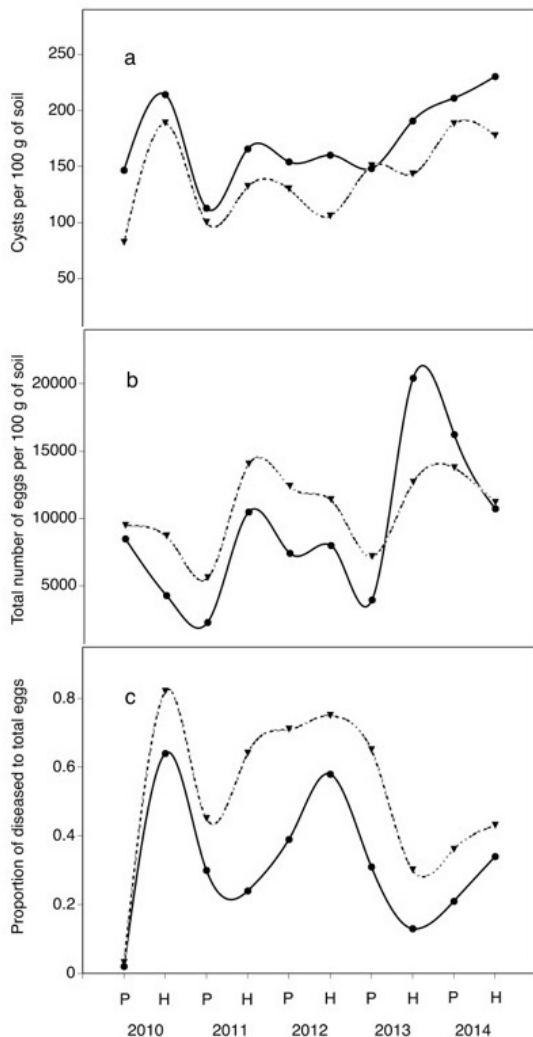 a
Cysts per 100 g of soil
250
200
150
100
50
b
Total number of eggs per 100 g of soil
20000
15000
10000
5000
c
Proportion of diseased to total eggs
0.8
0.6
0.4
0.2
0
P H P H P H P H P H
2010 2011 2012 2013 2014